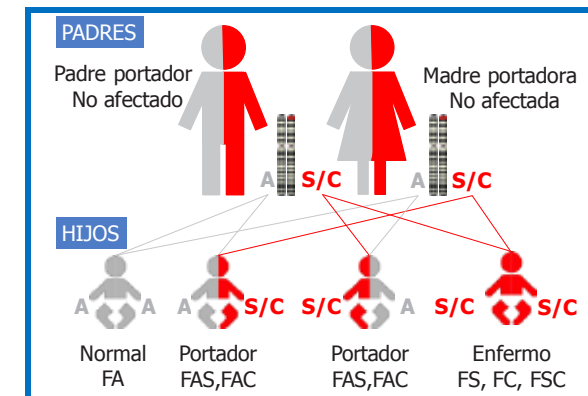 PADRES
Padre portador
No afectado
Madre portadora
No afectada
A S/C
A S/C
HIJOS
A A
S/C
A S/C
S/C A
S/C S/C
Normal
FA
Portador
FAS,FAC
Portador
FAS,FAC
Enfermo
FS, FC, FSC